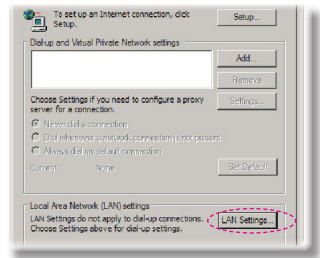 To set up an Internet connection, click
Setup.
Setup...
Dial-up and Virtual Private Network settings
Add...
Remove
Choose Settings if you need to configure a proxy
server for a connection.
Settings...
Never dial a connection
Dial whenever a network connection is not present
Always dial my default connection
Current
None
Set Default
Local Area Network (LAN) settings
LAN Settings do not apply to dial-up connections.
Choose Settings above for dial-up settings.
LAN Settings...